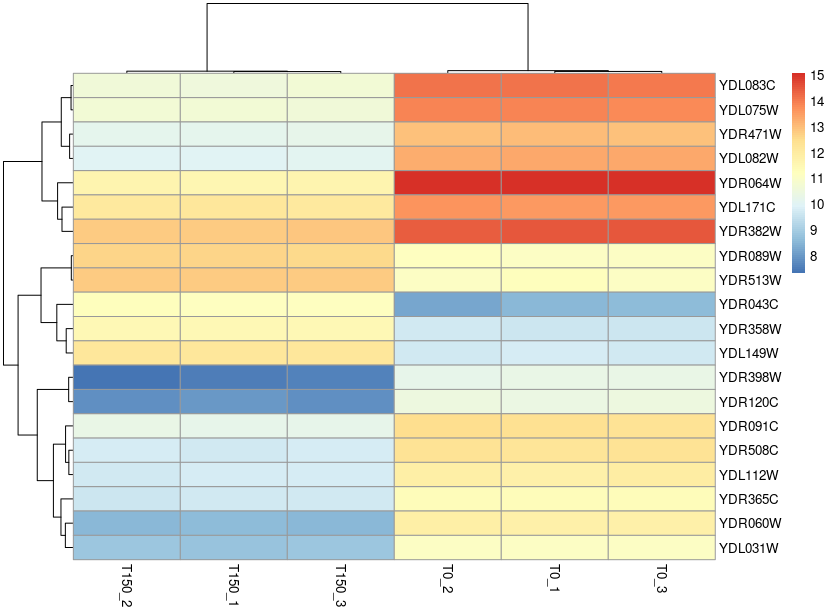 YDL083C
YDL075W
YDR471W
YDL082W
YDR064W
YDL171C
YDR382W
YDR089W
YDR513W
YDR043C
YDR358W
YDL149W
YDR398W
YDR120C
YDR091C
YDR508C
YDL112W
YDR365C
YDR060W
YDL031W
T150_2
T150_1
T150_3
T0_2
T0_1
T0_3
15
14
13
12
11
10
9
8